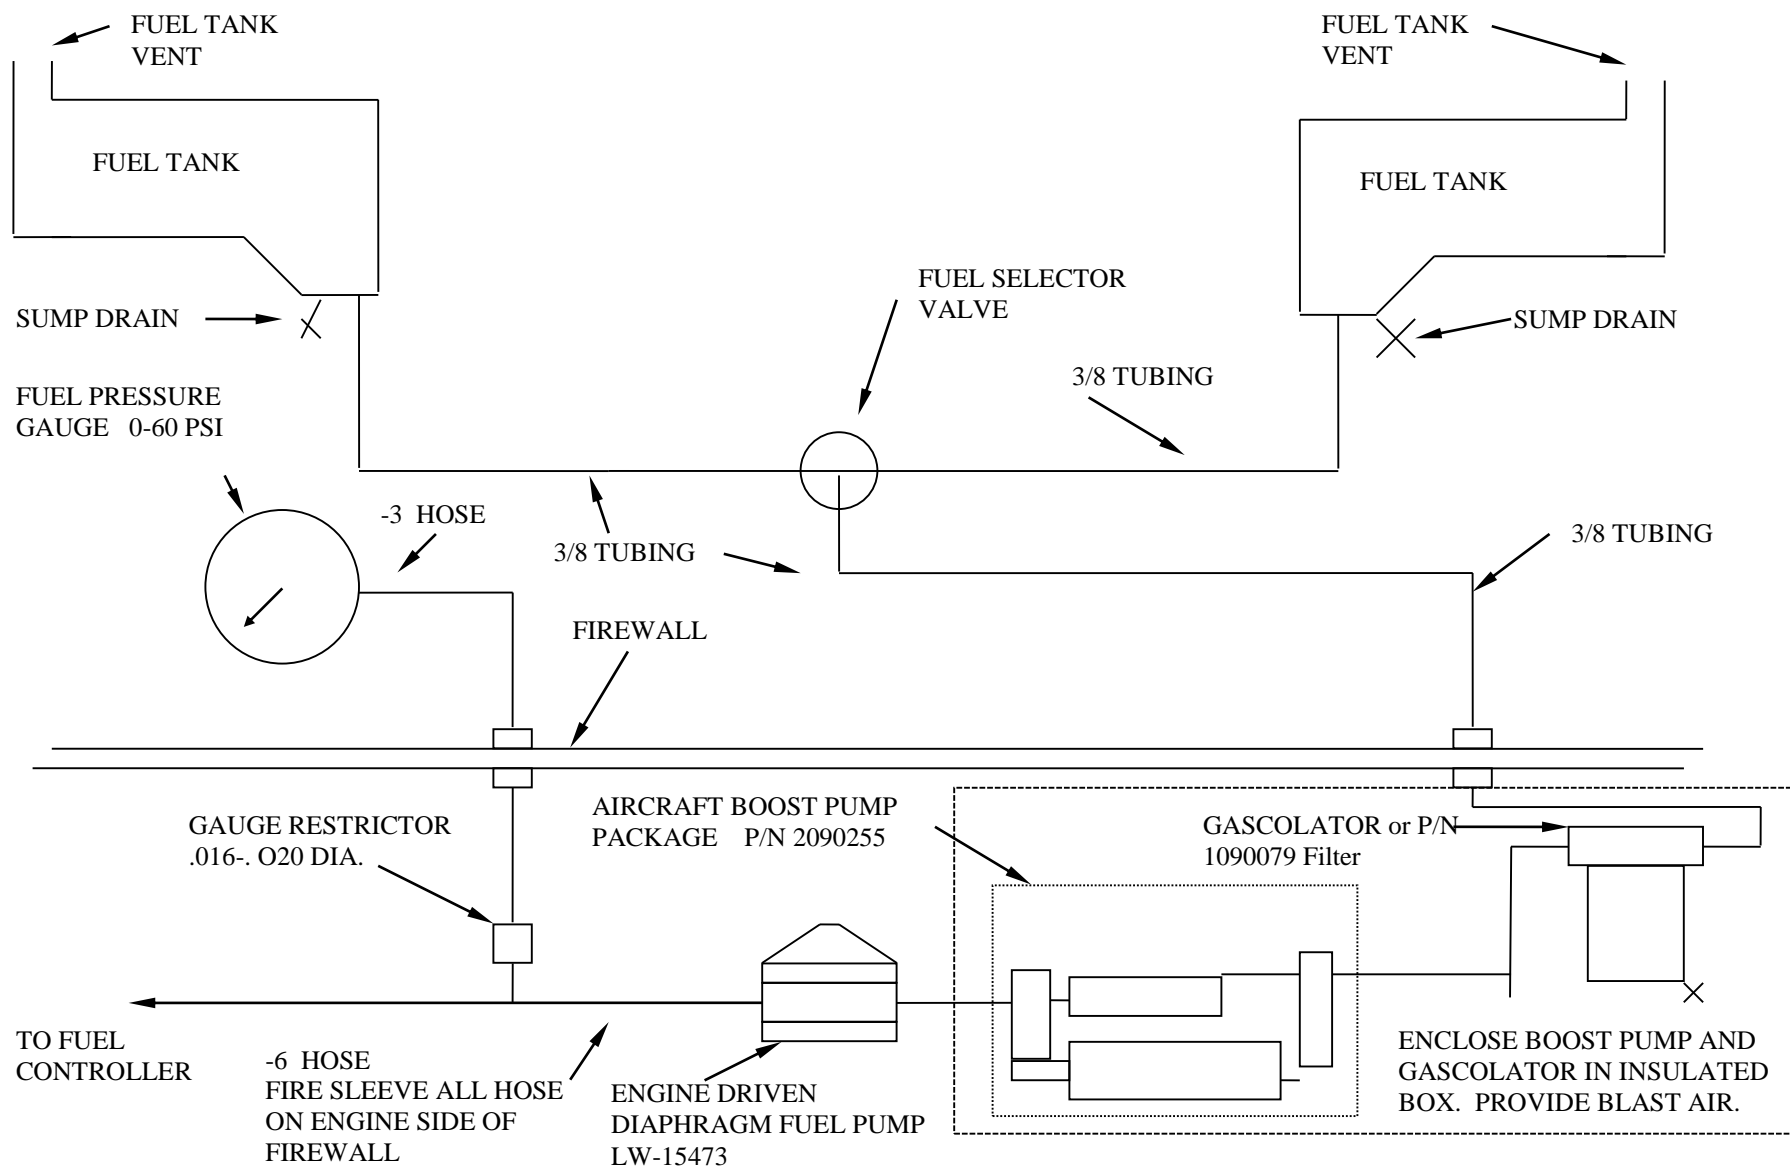 FUEL TANK
VENT
FUEL TANK
VENT
FUEL TANK
FUEL TANK
SUMP DRAIN
FUEL SELECTOR
VALVE
SUMP DRAIN
3/8 TUBING
FUEL PRESSURE
GAUGE 0-60 PSI
-3 HOSE
3/8 TUBING
3/8 TUBING
FIREWALL
GAUGE RESTRICTOR
.016-. O20 DIA.
AIRCRAFT BOOST PUMP
PACKAGE P/N 2090255
GASCOLATOR or P/N
1090079 Filter
TO FUEL
CONTROLLER
-6 HOSE
FIRE SLEEVE ALL HOSE
ON ENGINE SIDE OF
FIREWALL
ENGINE DRIVEN
DIAPHRAGM FUEL PUMP
LW-15473
ENCLOSE BOOST PUMP AND
GASCOLATOR IN INSULATED
BOX. PROVIDE BLAST AIR.